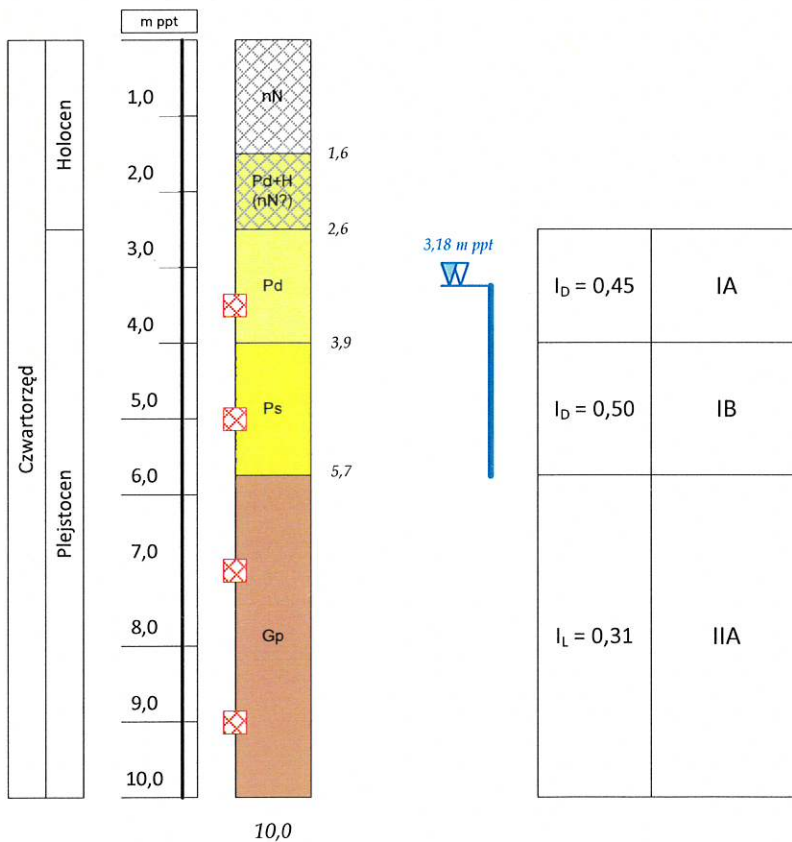 m ppt
Czwartorzęd
Holocen
Plejstocen
1,0
2,0
3,0
4,0
5,0
6,0
7,0
8,0
9,0
10,0
nN
1,6
Pd+H
(nN?)
2,6
Pd
3,9
Ps
5,7
Gp
10,0
3,18 m ppt
I_D = 0,45
IA
I_D = 0,50
IB
I_L = 0,31
IIA